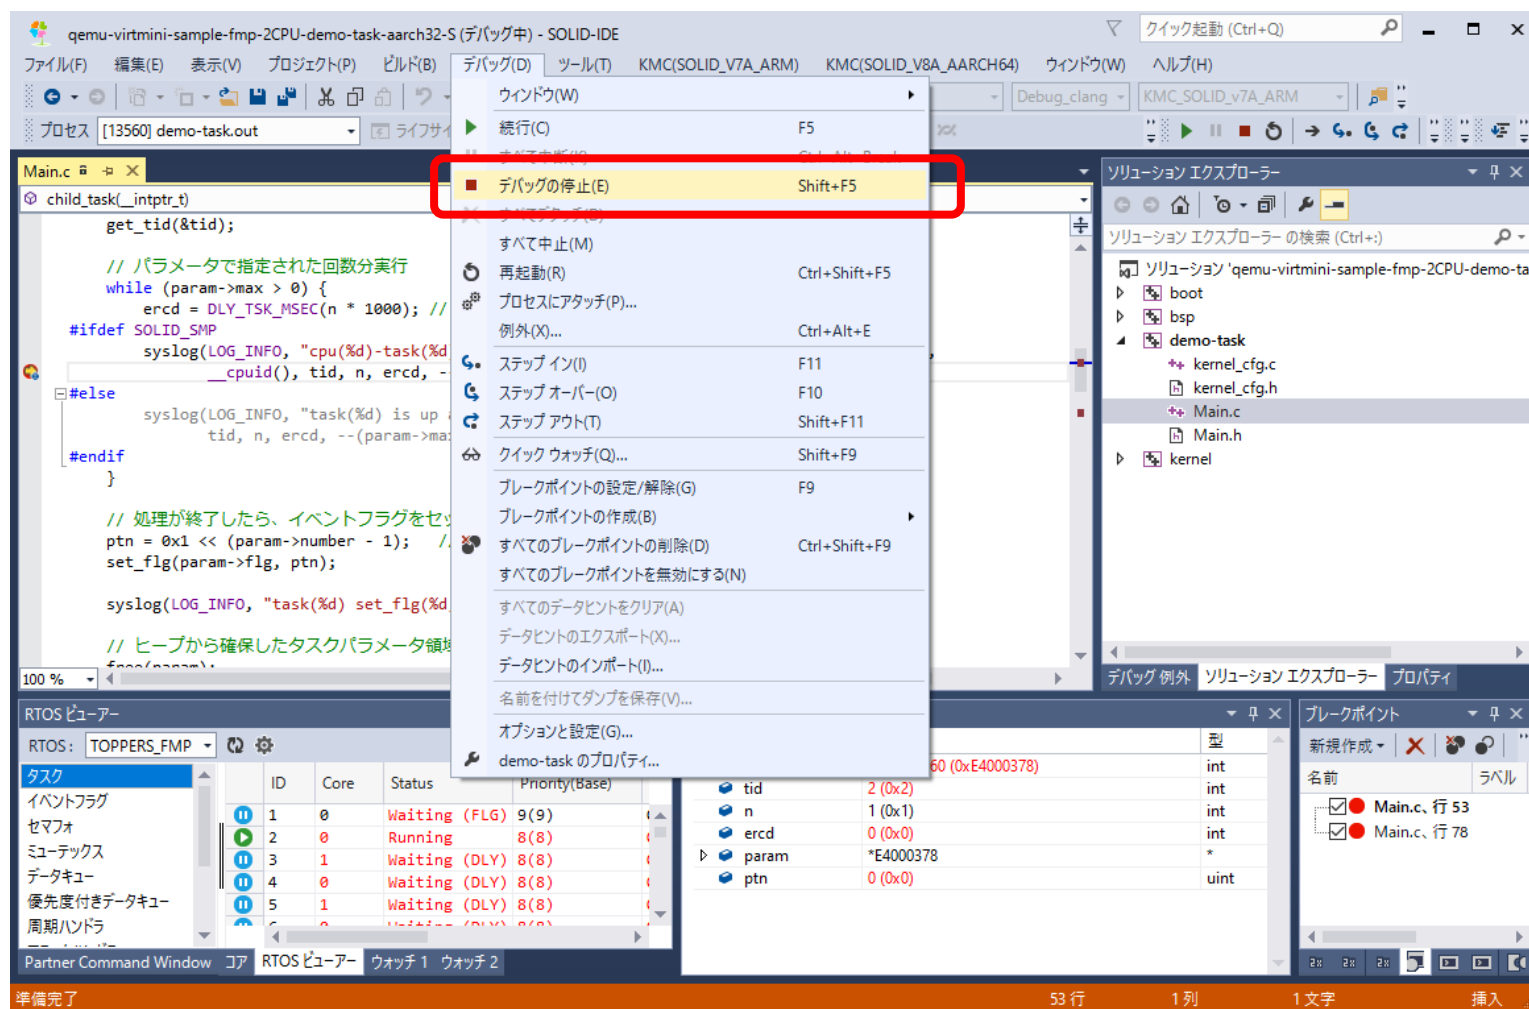 qemu-virtmini-sample-fmp-2CPU-demo-task-aarch32-S (デバッグ中) - SOLID-IDE
クイック起動 (Ctrl+Q)
ファイル(F) 編集(E) 表示(V) プロジェクト(P) ビルド(B) デバッグ(D) ツール(T) KMC(SOLID_V7A_ARM) KMC(SOLID_V8A_AARCH64) ウィンドウ(W) ヘルプ(H)
Debug_clang KMC_SOLID_v7A_ARM
プロセス [13560] demo-task.out ライフサイ
ウィンドウ(W)
続行(C) F5
デバッグの停止(E) Shift+F5
すべて中止(M)
再起動(R) Ctrl+Shift+F5
プロセスにアタッチ(P)...
例外(X)... Ctrl+Alt+E
ステップ イン(I) F11
ステップ オーバー(O) F10
ステップ アウト(T) Shift+F11
クイック ウォッチ(Q)... Shift+F9
ブレークポイントの設定/解除(G) F9
ブレークポイントの作成(B)
すべてのブレークポイントの削除(D) Ctrl+Shift+F9
すべてのブレークポイントを無効にする(N)
すべてのデータヒントをクリア(A)
データヒントのエクスポート(X)...
データヒントのインポート(I)...
名前を付けてダンプを保存(V)...
オプションと設定(G)...
demo-task のプロパティ...
Main.c
child_task(__intptr_t)
get_tid(&tid);
// パラメータで指定された回数分実行
while (param->max > 0) {
ercd = DLY_TSK_MSEC(n * 1000); //
#ifdef SOLID_SMP
syslog(LOG_INFO, "cpu(%d)-task(%d
__cpuid(), tid, n, ercd, -
#else
syslog(LOG_INFO, "task(%d) is up
tid, n, ercd, --(param->ma
#endif
}
// 処理が終了したら、イベントフラグをセッ
ptn = 0x1 << (param->number - 1); /
set_flg(param->flg, ptn);
syslog(LOG_INFO, "task(%d) set_flg(%d
// ヒープから確保したタスクパラメータ領域
free(param);
100 %
ソリューション エクスプローラー
ソリューション エクスプローラー の検索 (Ctrl+:)
ソリューション 'qemu-virtmini-sample-fmp-2CPU-demo-ta
boot
bsp
demo-task
kernel_cfg.c
kernel_cfg.h
Main.c
Main.h
kernel
デバッグ 例外 ソリューション エクスプローラー プロパティ
RTOS ビューアー
RTOS: TOPPERS_FMP
タスク
イベントフラグ
セマフォ
ミューテックス
データキュー
優先度付きデータキュー
周期ハンドラ
ID Core Status Priority(Base)
1 0 Waiting (FLG) 9(9)
2 0 Running 8(8)
3 1 Waiting (DLY) 8(8)
4 0 Waiting (DLY) 8(8)
5 1 Waiting (DLY) 8(8)
Partner Command Window コア RTOS ビューアー ウォッチ 1 ウォッチ 2
型
60 (0xE4000378) int
tid 2 (0x2) int
n 1 (0x1) int
ercd 0 (0x0) int
param *E4000378 *
ptn 0 (0x0) uint
ブレークポイント
新規作成
名前 ラベル
Main.c、行 53
Main.c、行 78
準備完了 53 行 1 列 1 文字 挿入